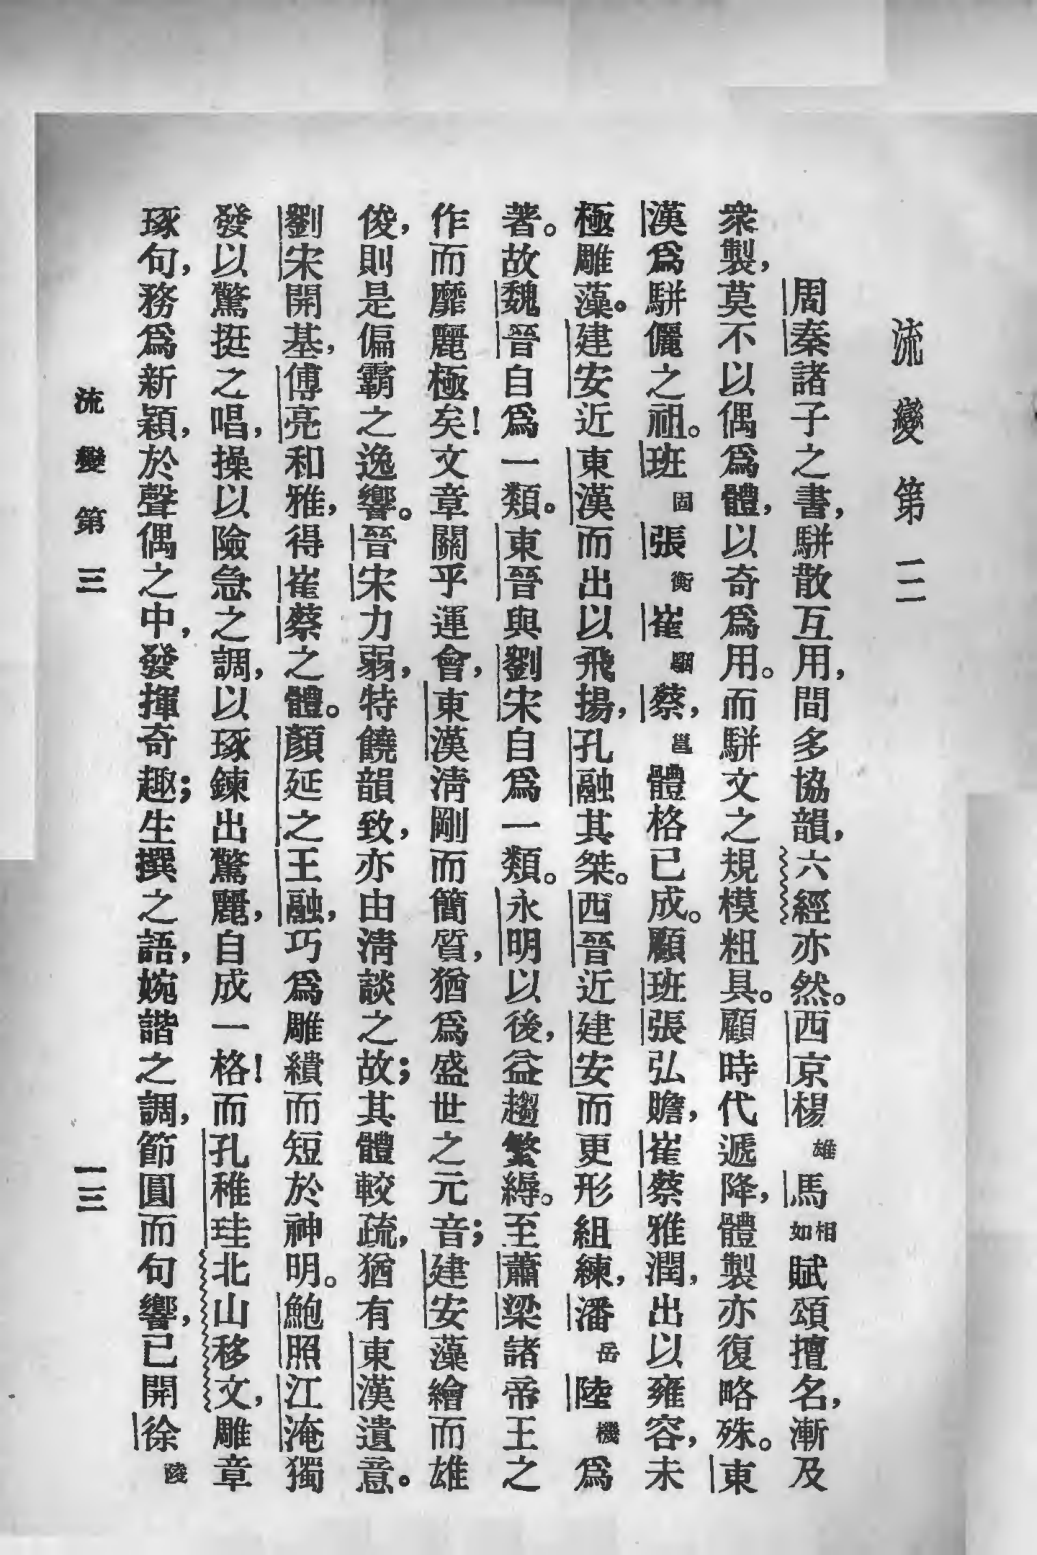 流變第三
周秦諸子之書，駢散互用，間多協韻，六經亦然。西京楊雄馬相如賦頌擅名，漸及
衆製，莫不以偶爲體，以奇爲用。而駢文之規模粗具。顧時代遞降，體製亦復略殊。東
漢爲駢儷之祖。班固張衡崔駰蔡，邕體格已成。顧班張弘贍，崔蔡雅潤，出以雍容，未
極雕藻。建安近東漢而出以飛揚，孔融其桀。西晉近建安而更形組練，潘岳陸機爲
著。故魏晉自爲一類。東晉與劉宋自爲一類。永明以後，益趨繁縟。至蕭梁諸帝王之
作而靡麗極矣！文章關乎運會，東漢清剛而簡質，猶爲盛世之元音；建安藻繪而雄
俊，則是偏霸之逸響。晉宋力弱，特饒韻致，亦由清談之故；其體較疏，猶有東漢遺意。
劉宋開基，傅亮和雅，得崔蔡之體。顏延之王融，巧爲雕繢而短於神明。鮑照江淹獨
發以驚挺之唱，操以險急之調，以琢鍊出驚麗，自成一格！而孔稚珪北山移文，雕章
琢句，務爲新穎，於聲偶之中，發揮奇趣；生撰之語，婉諧之調，節圓而句響，已開徐陵
流變第三
一三